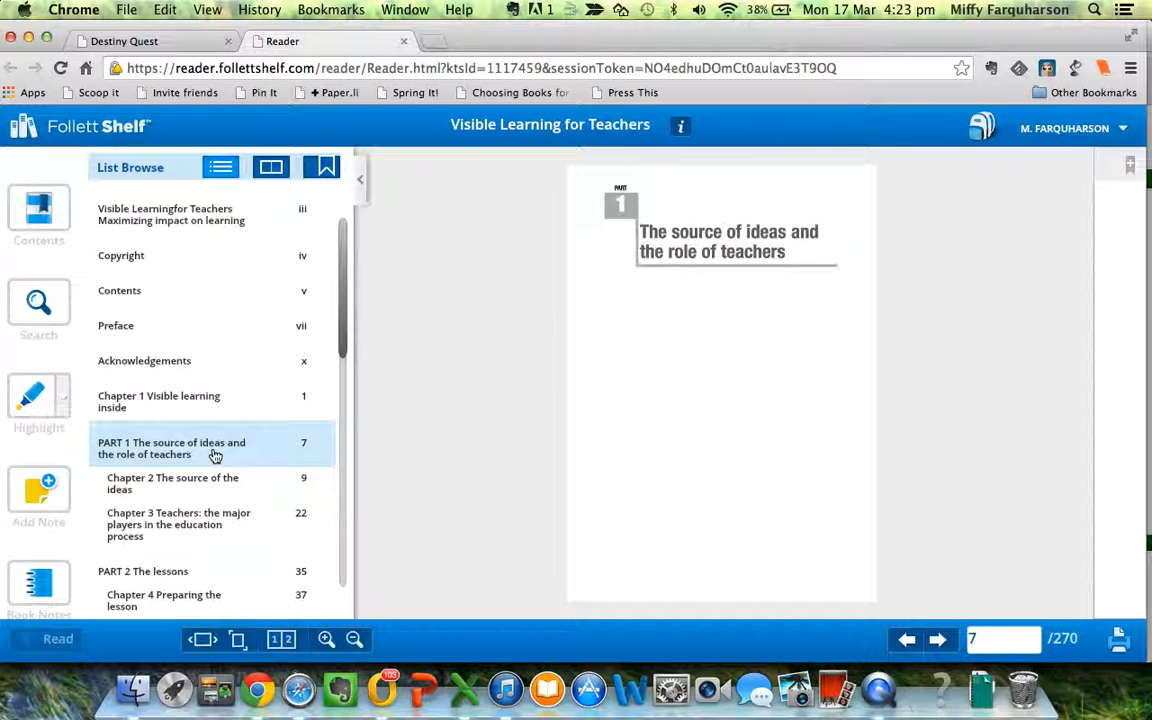 Chrome File Edit View History Bookmarks Window Help 1 38% Mon 17 Mar 4:23 pm Miffy Farquharson
Destiny Quest x Reader x
https://reader.follettshelf.com/reader/Reader.html?ktsId=1117459&sessionToken=NO4edhuDOmCt0aulavE3T9OQ
Apps Scoop it Invite friends Pin It + Paper.li Spring It! Choosing Books for Press This Other Bookmarks
Follett Shelf™ Visible Learning for Teachers i M. FARQUHARSON
List Browse
Contents
Search
Highlight
Add Note
Book Notes
Visible Learningfor Teachers iii
Maximizing impact on learning
Copyright iv
Contents v
Preface vii
Acknowledgements x
Chapter 1 Visible learning 1
inside
PART 1 The source of ideas and 7
the role of teachers
Chapter 2 The source of the 9
ideas
Chapter 3 Teachers: the major 22
players in the education
process
PART 2 The lessons 35
Chapter 4 Preparing the 37
lesson
PART
1
The source of ideas and
the role of teachers
Read 1 2 7 /270
103